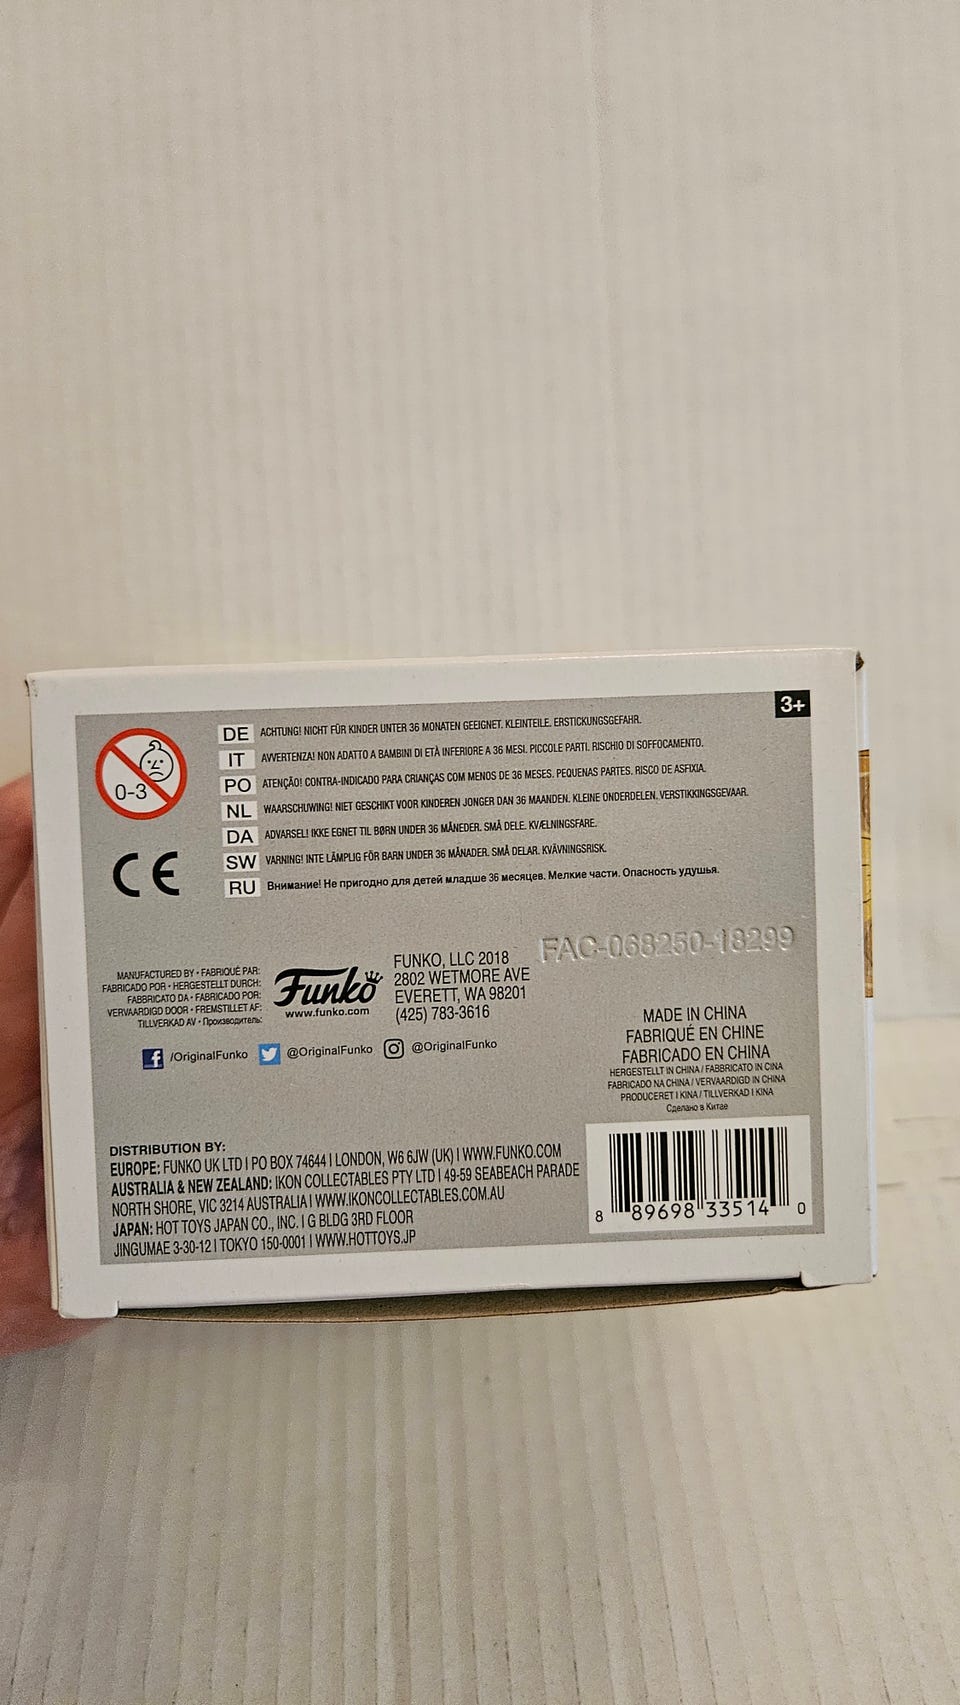 3+
0-3
DE ACHTUNG! NICHT FÜR KINDER UNTER 36 MONATEN GEEIGNET. KLEINTEILE. ERSTICKUNGSGEFAHR.
IT AVVERTENZA! NON ADATTO A BAMBINI DI ETÀ INFERIORE A 36 MESI. PICCOLE PARTI. RISCHIO DI SOFFOCAMENTO.
PO ATENÇÃO! CONTRA-INDICADO PARA CRIANÇAS COM MENOS DE 36 MESES. PEQUENAS PARTES. RISCO DE ASFIXIA.
NL WAARSCHUWING! NIET GESCHIKT VOOR KINDEREN JONGER DAN 36 MAANDEN. KLEINE ONDERDELEN. VERSTIKKINGSGEVAAR.
DA ADVARSEL! IKKE EGNET TIL BØRN UNDER 36 MÅNEDER. SMÅ DELE. KVÆLNINGSFARE.
SW VARNING! INTE LÄMPLIG FÖR BARN UNDER 36 MÅNADER. SMÅ DELAR. KVÄVNINGSRISK.
RU Внимание! Не пригодно для детей младше 36 месяцев. Мелкие части. Опасность удушья.
CE
FAC-068250-18299
MANUFACTURED BY • FABRIQUÉ PAR:
FABRICADO POR • HERGESTELLT DURCH:
FABBRICATO DA • FABRICADO POR:
VERVAARDIGD DOOR • FREMSTILLET AF:
TILLVERKAD AV • Производитель:
Funko
www.funko.com
FUNKO, LLC 2018
2802 WETMORE AVE
EVERETT, WA 98201
(425) 783-3616
/OriginalFunko @OriginalFunko @OriginalFunko
MADE IN CHINA
FABRIQUÉ EN CHINE
FABRICADO EN CHINA
HERGESTELLT IN CHINA / FABBRICATO IN CINA
FABRICADO NA CHINA / VERVAARDIGD IN CHINA
PRODUCERET I KINA / TILLVERKAD I KINA
Сделано в Китае
DISTRIBUTION BY:
EUROPE: FUNKO UK LTD | PO BOX 74644 | LONDON, W6 6JW (UK) | WWW.FUNKO.COM
AUSTRALIA & NEW ZEALAND: IKON COLLECTABLES PTY LTD | 49-59 SEABEACH PARADE
NORTH SHORE, VIC 3214 AUSTRALIA | WWW.IKONCOLLECTABLES.COM.AU
JAPAN: HOT TOYS JAPAN CO., INC. | G BLDG 3RD FLOOR
JINGUMAE 3-30-12 | TOKYO 150-0001 | WWW.HOTTOYS.JP
8 89698 33514 0